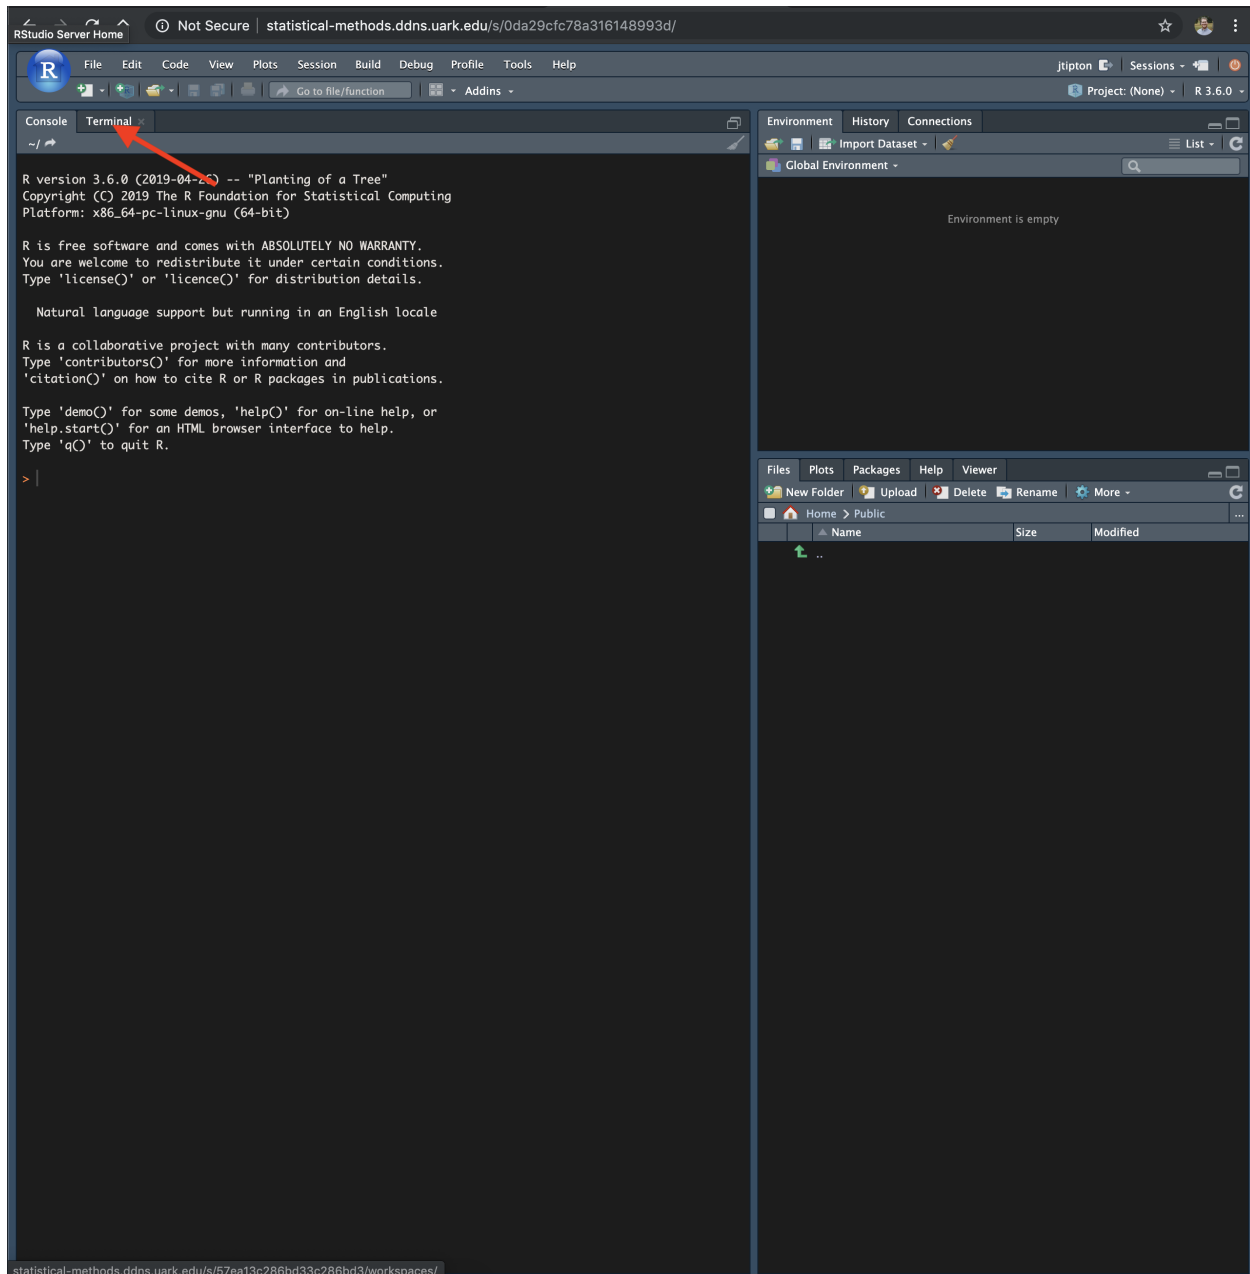 Not Secure | statistical-methods.ddns.uark.edu/s/0da29cfc78a316148993d/
RStudio Server Home
R File Edit Code View Plots Session Build Debug Profile Tools Help jtipton Sessions
Go to file/function Addins R Project: (None) R 3.6.0
Console Terminal ×
~/
R version 3.6.0 (2019-04-26) -- "Planting of a Tree"
Copyright (C) 2019 The R Foundation for Statistical Computing
Platform: x86_64-pc-linux-gnu (64-bit)
R is free software and comes with ABSOLUTELY NO WARRANTY.
You are welcome to redistribute it under certain conditions.
Type 'license()' or 'licence()' for distribution details.
Natural language support but running in an English locale
R is a collaborative project with many contributors.
Type 'contributors()' for more information and
'citation()' on how to cite R or R packages in publications.
Type 'demo()' for some demos, 'help()' for on-line help, or
'help.start()' for an HTML browser interface to help.
Type 'q()' to quit R.
>
Environment History Connections
Import Dataset List
Global Environment
Environment is empty
Files Plots Packages Help Viewer
New Folder Upload Delete Rename More
Home > Public ...
Name Size Modified
..
statistical-methods.ddns.uark.edu/s/57ea13c286bd33c286bd3/workspaces/